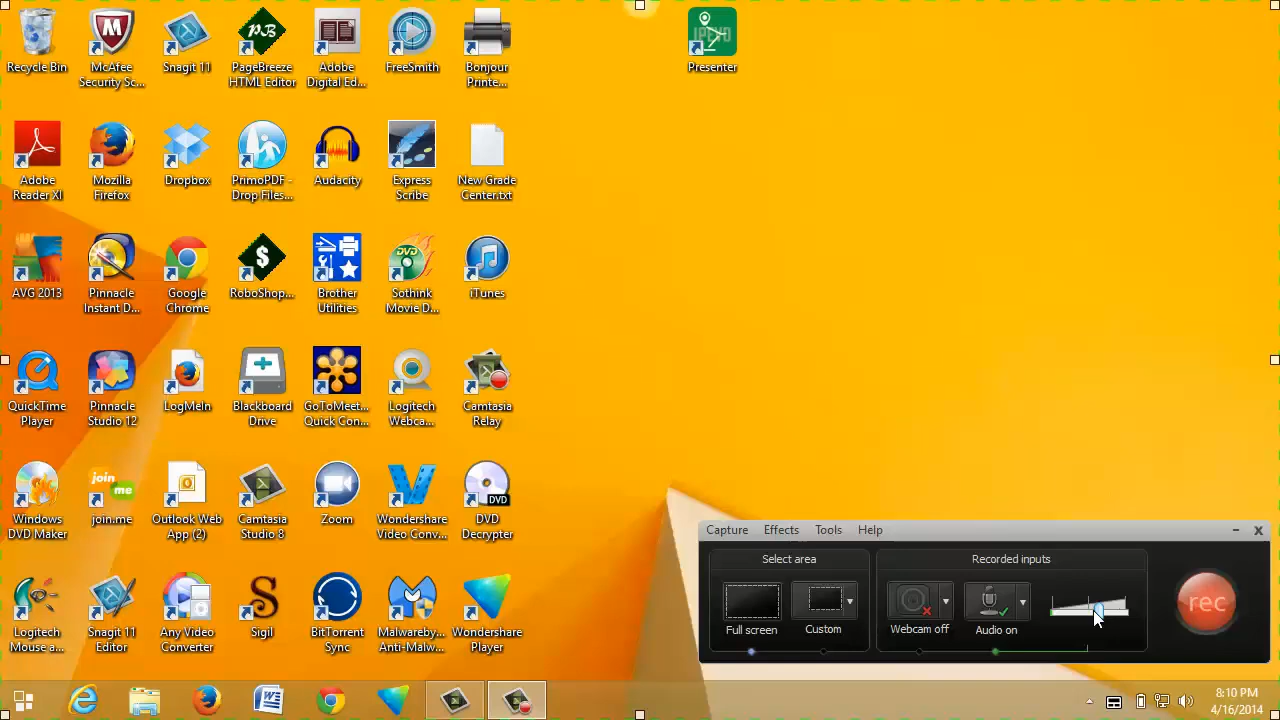 Recycle Bin
McAfee
Security Sc...
Snagit 11
PB
PageBreeze
HTML Editor
Adobe
Digital Ed...
FreeSmith
Bonjour
Printe...
IPEVO
Presenter
Adobe
Reader XI
Mozilla
Firefox
Dropbox
PrimoPDF -
Drop Files...
Audacity
Express
Scribe
New Grade
Center.txt
AVG 2013
Pinnacle
Instant D...
Google
Chrome
$
RoboShop...
Brother
Utilities
DVD
Sothink
Movie D...
iTunes
QuickTime
Player
Pinnacle
Studio 12
LogMeIn
Blackboard
Drive
GoToMeet...
Quick Con...
Logitech
Webca...
Camtasia
Relay
Windows
DVD Maker
join
me
join.me
Outlook Web
App (2)
Camtasia
Studio 8
Zoom
Wondershare
Video Conv...
DVD
DVD
Decrypter
Capture Effects Tools Help
Select area
Recorded inputs
Full screen
Custom
Webcam off
Audio on
rec
Logitech
Mouse a...
Snagit 11
Editor
Any Video
Converter
S
Sigil
BitTorrent
Sync
Malwareby...
Anti-Malw...
Wondershare
Player
8:10 PM
4/16/2014